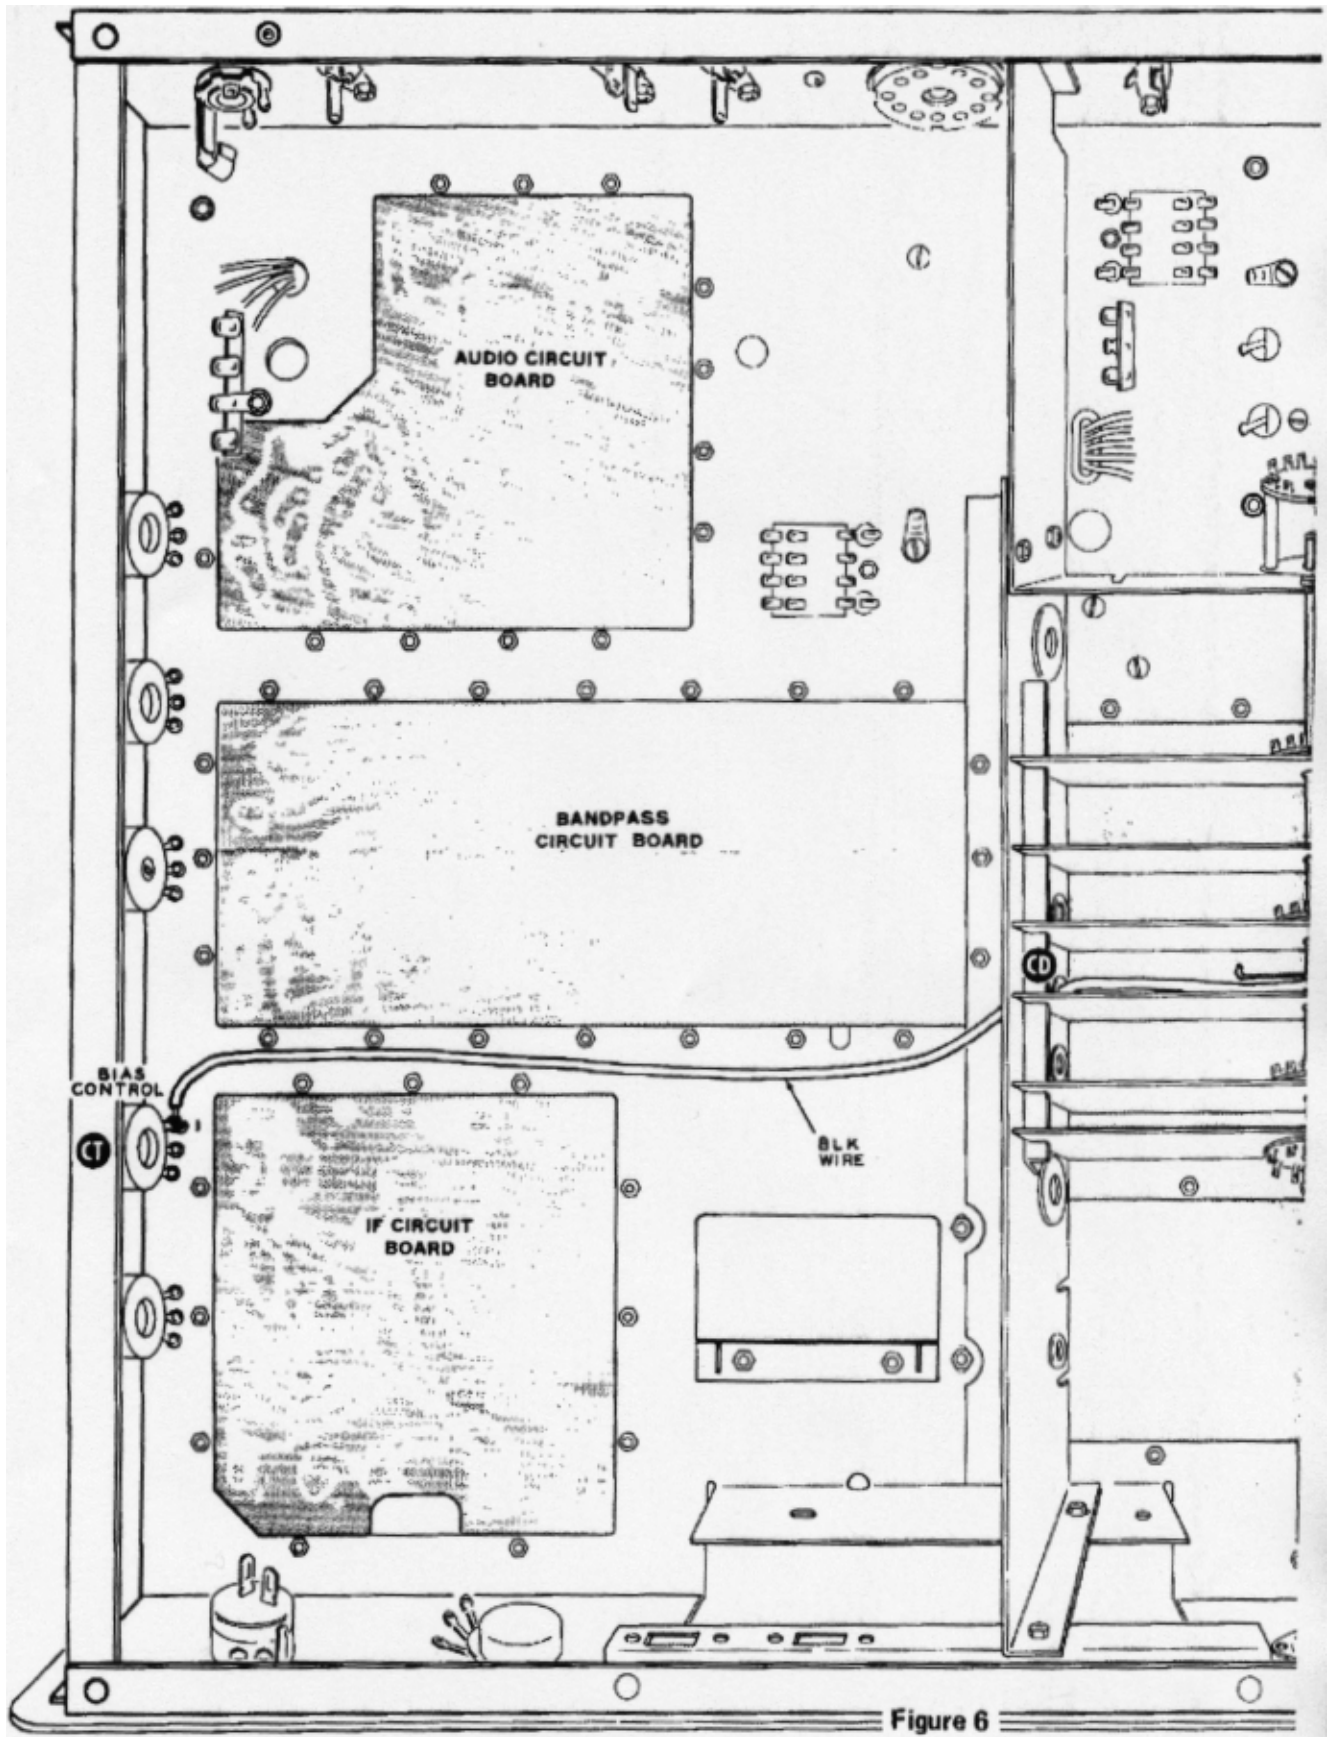 AUDIO CIRCUIT
BOARD
BANDPASS
CIRCUIT BOARD
CD
BIAS
CONTROL
CT
1
BLK
WIRE
IF CIRCUIT
BOARD
Figure 6